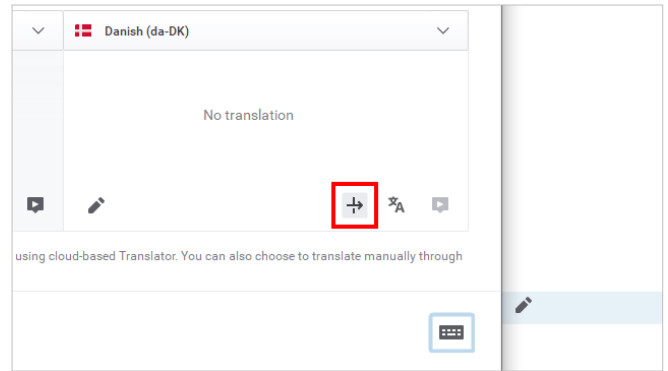 Danish (da-DK)
No translation
using cloud-based Translator. You can also choose to translate manually through